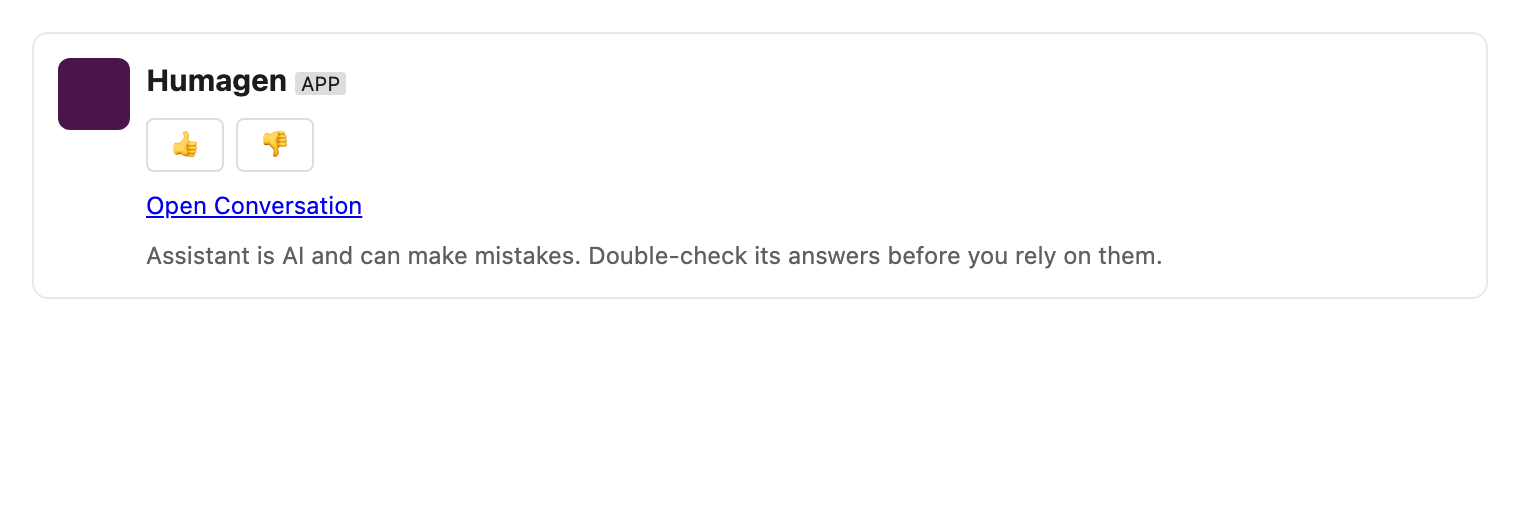 Humagen APP
👍 👎
Open Conversation
Assistant is AI and can make mistakes. Double-check its answers before you rely on them.